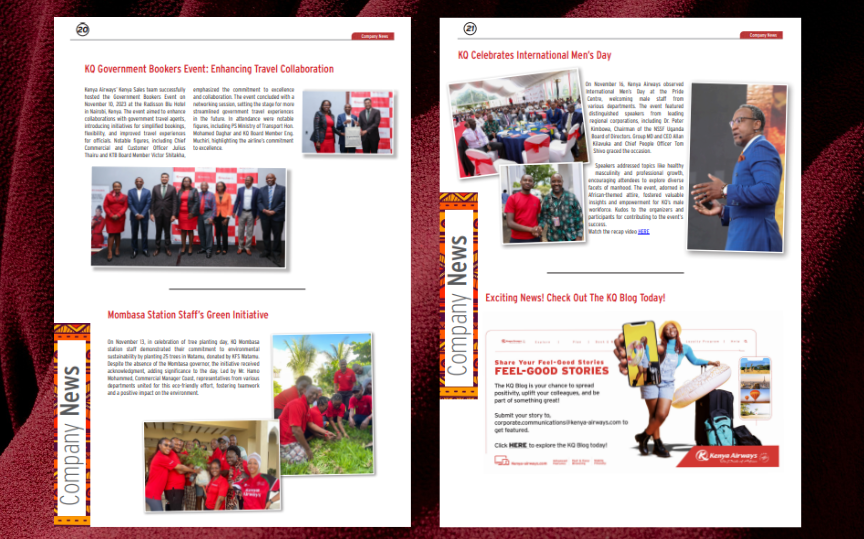 20
Company News
KQ Government Bookers Event: Enhancing Travel Collaboration
Kenya Airways' Kenya Sales team successfully
hosted the Government Bookers Event on
November 10, 2023 at the Radisson Blu Hotel
in Nairobi, Kenya. The event aimed to enhance
collaborations with government travel agents,
introducing initiatives for simplified bookings,
flexibility, and improved travel experiences
for officials. Notable figures, including Chief
Commercial and Customer Officer Julius
Thairu and KTB Board Member Victor Shitakha,
emphasized the commitment to excellence
and collaboration. The event concluded with a
networking session, setting the stage for more
streamlined government travel experiences
in the future. In attendance were notable
figures, including PS Ministry of Transport Hon.
Mohamed Daghar and KQ Board Member Eng.
Muchiri, highlighting the airline's commitment
to excellence.
Mombasa Station Staff's Green Initiative
On November 13, in celebration of tree planting day, KQ Mombasa
station staff demonstrated their commitment to environmental
sustainability by planting 25 trees in Watamu, donated by KFS Watamu.
Despite the absence of the Mombasa governor, the initiative received
acknowledgment, adding significance to the day. Led by Mr. Hamo
Mohammed, Commercial Manager Coast, representatives from various
departments united for this eco-friendly effort, fostering teamwork
and a positive impact on the environment.
Company News
21
Company News
KQ Celebrates International Men's Day
On November 16, Kenya Airways observed
International Men's Day at the Pride
Centre, welcoming male staff from
various departments. The event featured
distinguished speakers from leading
regional corporations, including Dr. Peter
Kimbowa, Chairman of the NSSF Uganda
Board of Directors. Group MD and CEO Allan
Kilavuka and Chief People Officer Tom
Shivo graced the occasion.
Speakers addressed topics like healthy
masculinity and professional growth,
encouraging attendees to explore diverse
facets of manhood. The event, adorned in
African-themed attire, fostered valuable
insights and empowerment for KQ's male
workforce. Kudos to the organizers and
participants for contributing to the event's
success.
Watch the recap video HERE
Exciting News! Check Out The KQ Blog Today!
Share Your Feel-Good Stories
FEEL-GOOD STORIES
The KQ Blog is your chance to spread
positivity, uplift your colleagues, and be
part of something great!
Submit your story to,
corporate.communications@kenya-airways.com to
get featured.
Click HERE to explore the KQ Blog today!
kenya-airways.com
Kenya Airways
Company News